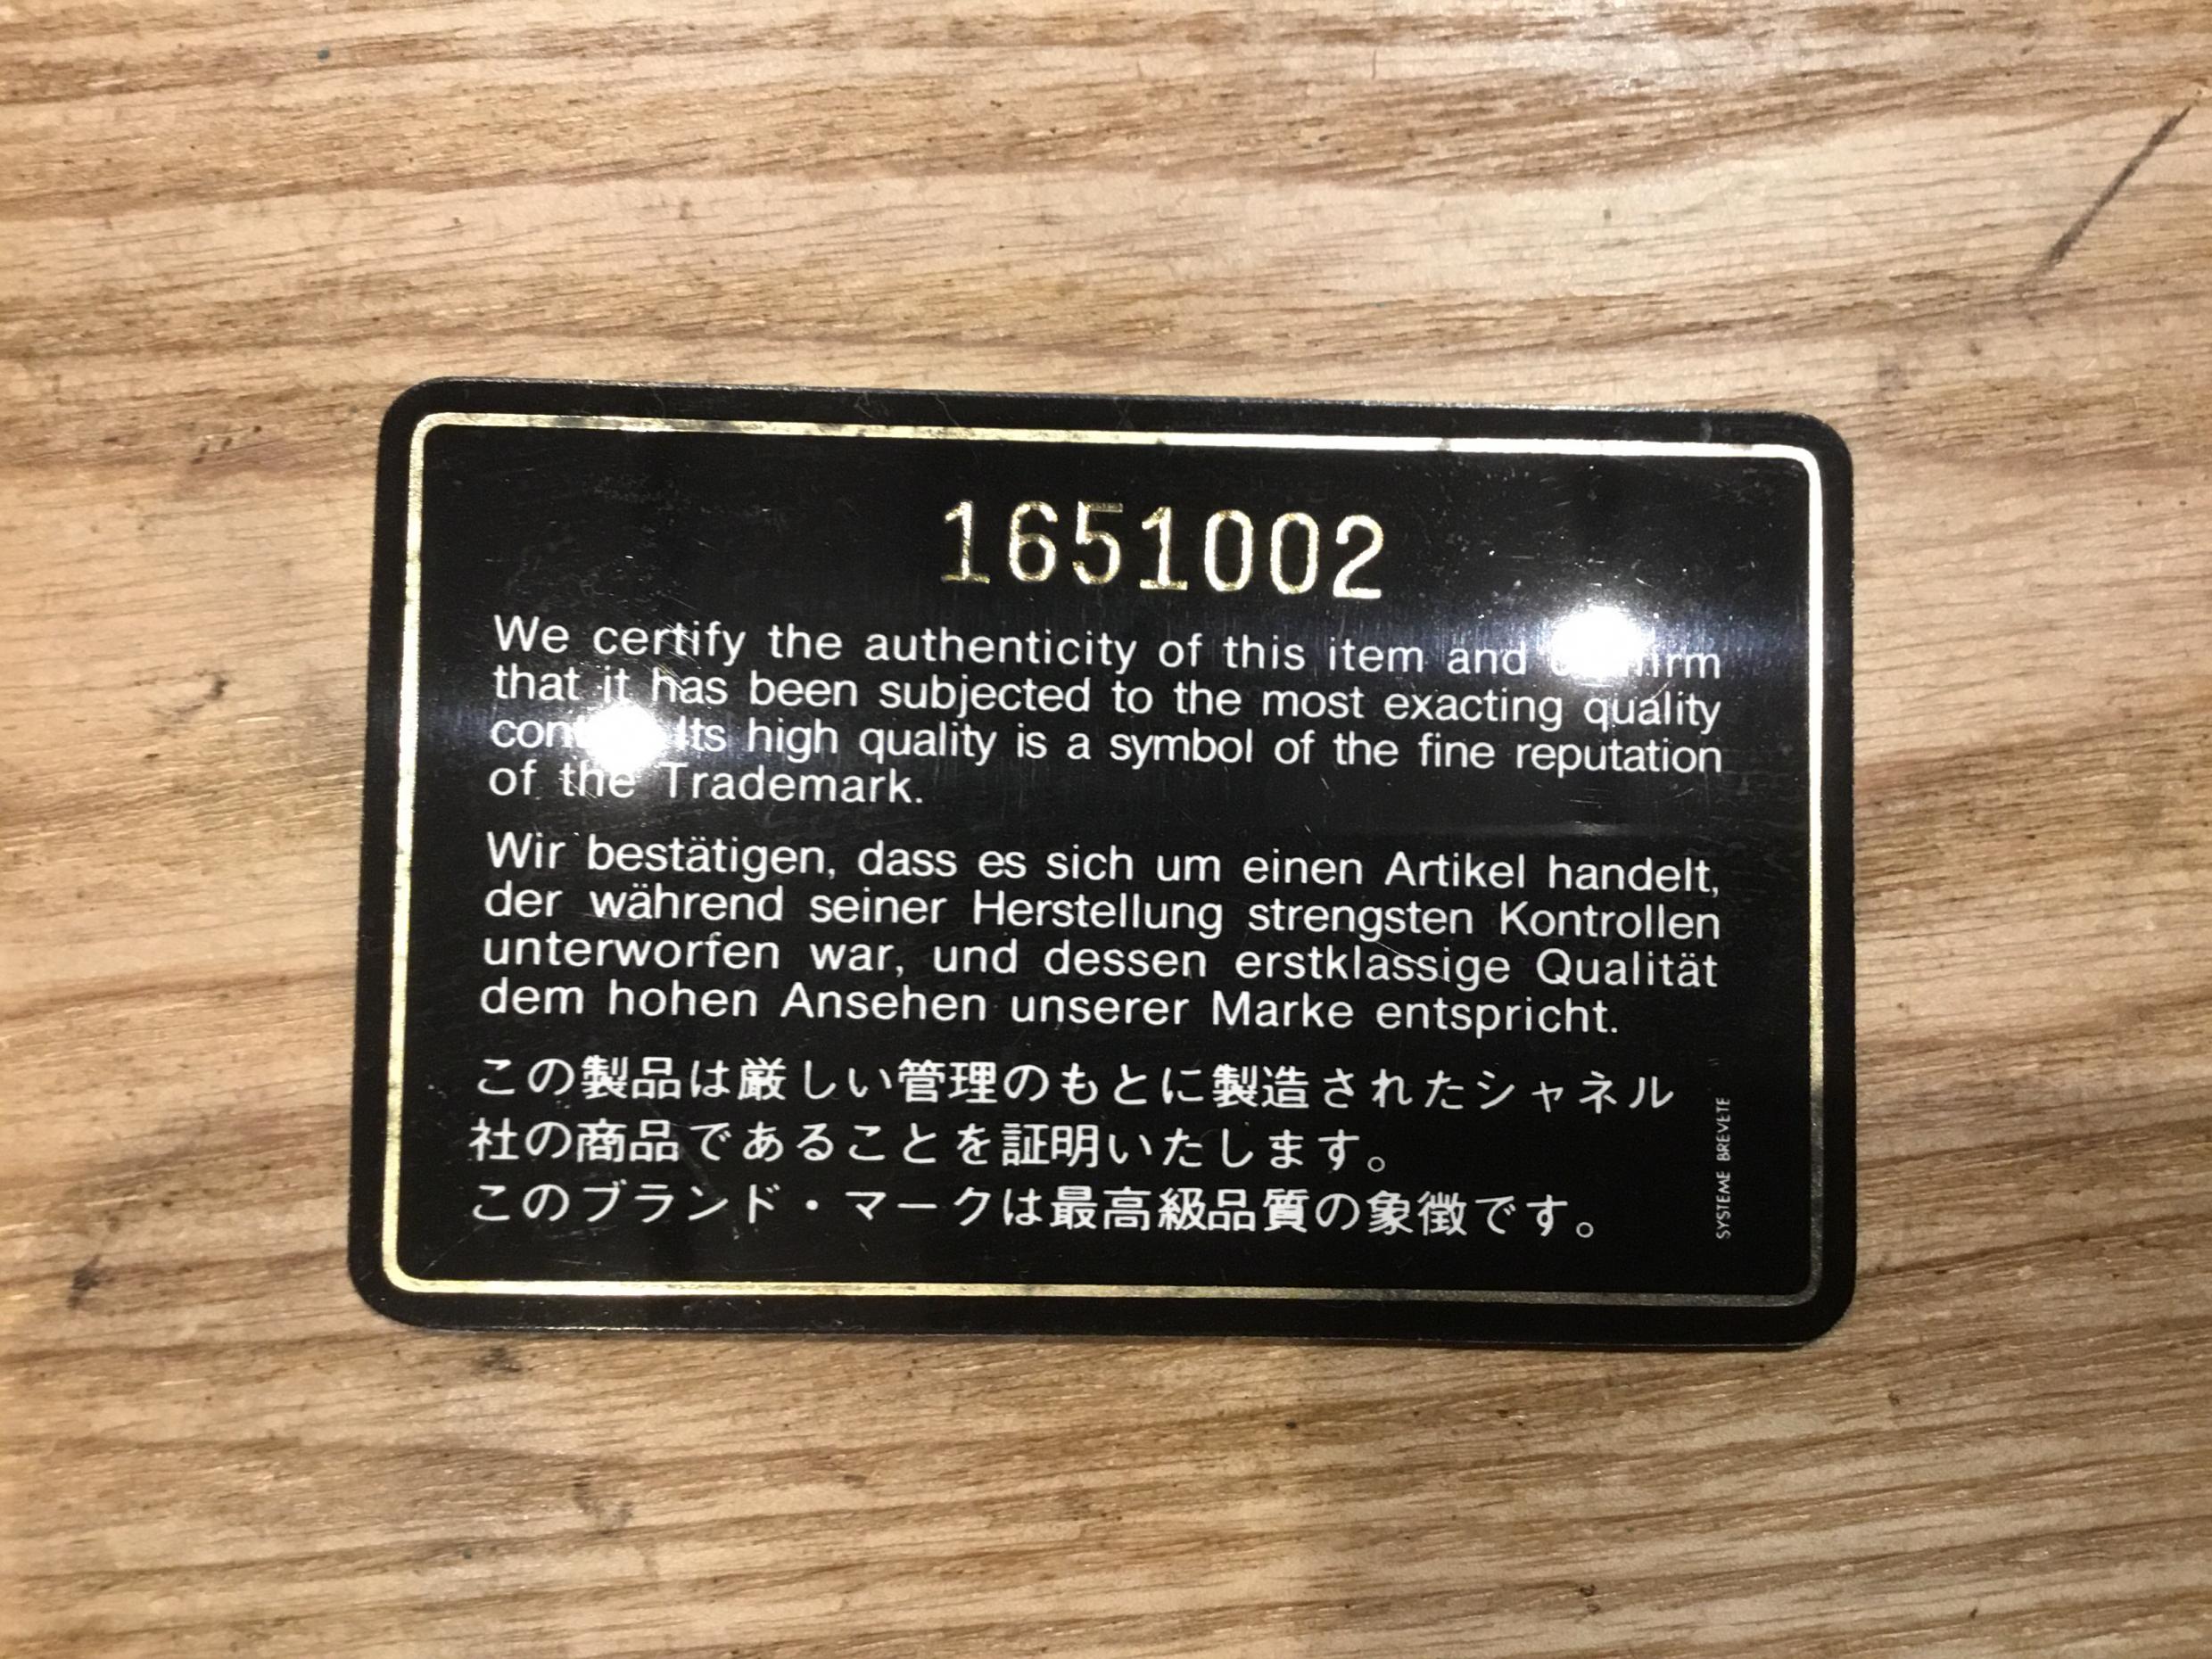 1651002
We certify the authenticity of this item and
that it has been subjected to the most exacting quality
Its high quality is a symbol of the fine reputation
of the Trademark.
Wir bestätigen, dass es sich um einen Artikel handelt,
der während seiner Herstellung strengsten Kontrollen
unterworfen war, und dessen erstklassige Qualität
dem hohen Ansehen unserer Marke entspricht.
この製品は厳しい管理のもとに製造されたシャネル
社の商品であることを証明いたします。
このブランド・マークは最高級品質の象徴です。
SYSTEME BREVETE